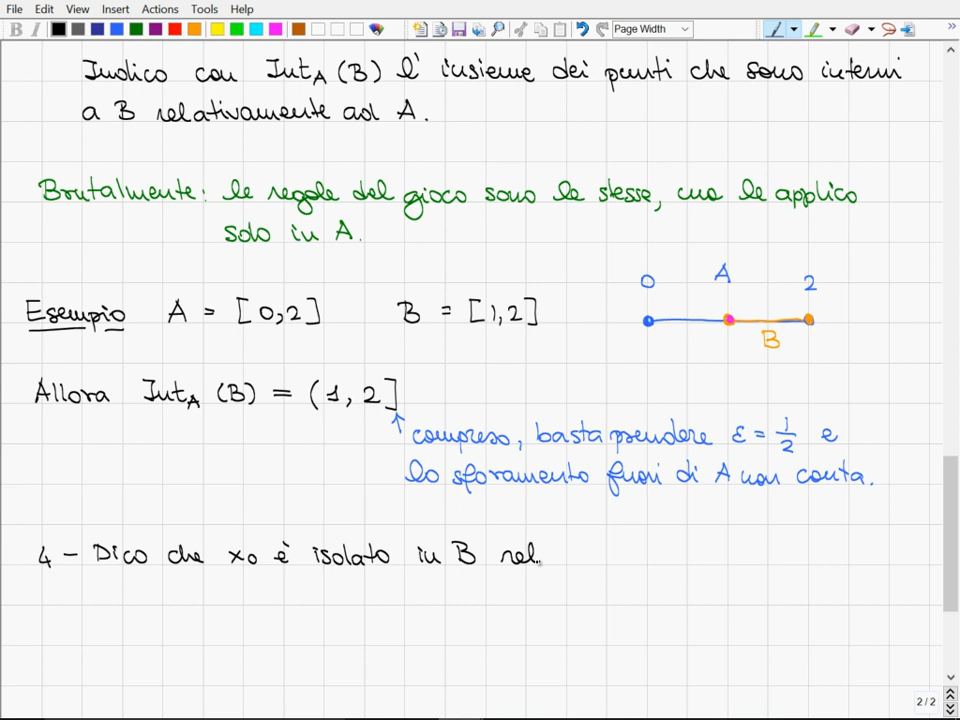 File Edit View Insert Actions Tools Help
B I Page Width
Indico con Int_A (B) l'insieme dei punti che sono interni
a B relativamente ad A.
Brutalmente: le regole del gioco sono le stesse, ma le applico
solo in A.
0 A 2
Esempio A = [0,2] B = [1,2]
B
Allora Int_A (B) = (1, 2]
↑ compreso, basta prendere ε = 1/2 e
lo sforamento fuori di A non conta.
4 - Dico che x0 è isolato in B rel.
2 / 2